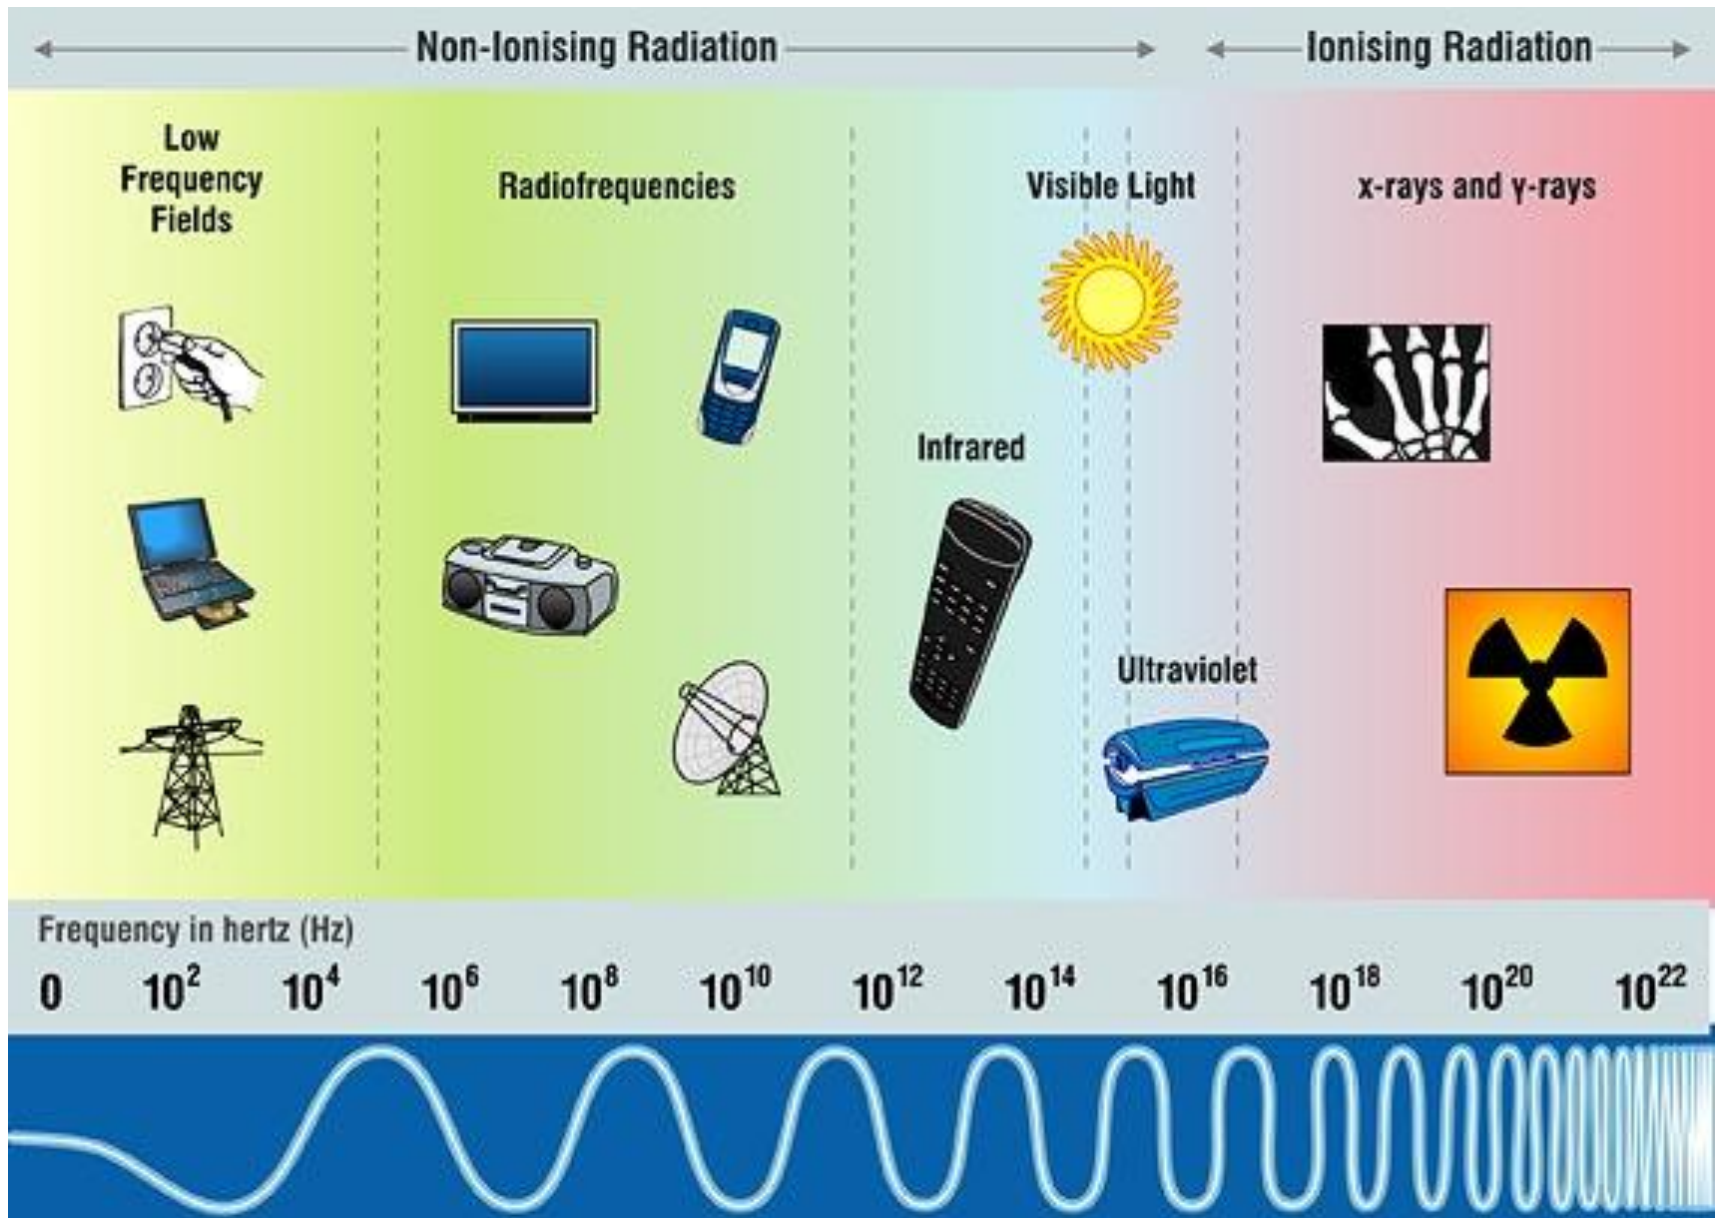 Non-Ionising Radiation
Ionising Radiation
Low
Frequency
Fields
Radiofrequencies
Visible Light
x-rays and γ-rays
Infrared
Ultraviolet
Frequency in hertz (Hz)
0 10² 10⁴ 10⁶ 10⁸ 10¹⁰ 10¹² 10¹⁴ 10¹⁶ 10¹⁸ 10²⁰ 10²²